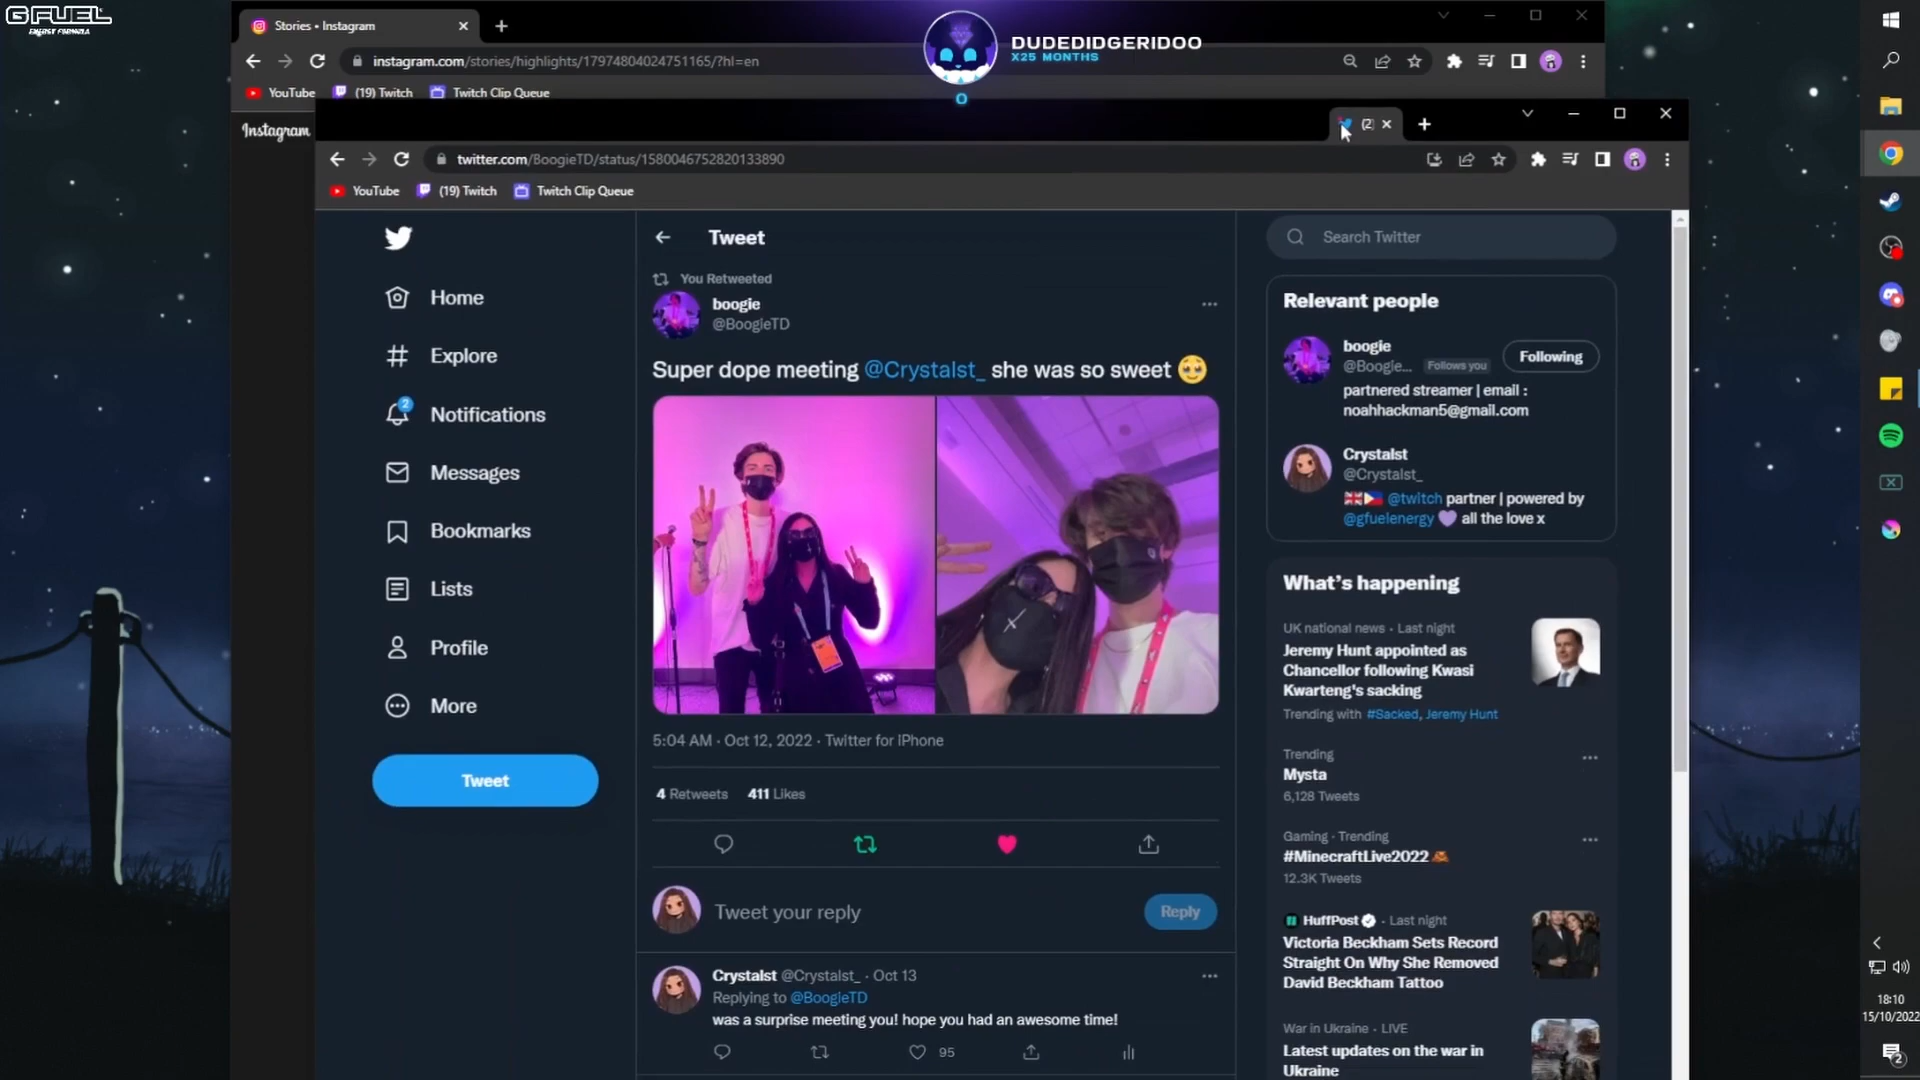 G FUEL
ENERGY FORMULA
Stories • Instagram
instagram.com/stories/highlights/17974804024751165/?hl=en
YouTube (19) Twitch Twitch Clip Queue
DUDEDIDGERIDOO
X25 MONTHS
Instagram
(2)
twitter.com/BoogieTD/status/1580046752820133890
YouTube (19) Twitch Twitch Clip Queue
Home
Explore
2
Notifications
Messages
Bookmarks
Lists
Profile
More
Tweet
Tweet
You Retweeted
boogie
@BoogieTD
Super dope meeting @Crystalst_ she was so sweet 🥹
5:04 AM · Oct 12, 2022 · Twitter for iPhone
4 Retweets 411 Likes
Tweet your reply
Reply
Crystalst @Crystalst_ · Oct 13
Replying to @BoogieTD
was a surprise meeting you! hope you had an awesome time!
95
Search Twitter
Relevant people
boogie
@Boogie... Follows you
Following
partnered streamer | email :
noahhackman5@gmail.com
Crystalst
@Crystalst_
🇬🇧🇵🇭 @twitch partner | powered by
@gfuelenergy 💜 all the love x
What's happening
UK national news · Last night
Jeremy Hunt appointed as
Chancellor following Kwasi
Kwarteng's sacking
Trending with #Sacked, Jeremy Hunt
Trending
Mysta
6,128 Tweets
Gaming · Trending
#MinecraftLive2022
12.3K Tweets
HuffPost · Last night
Victoria Beckham Sets Record
Straight On Why She Removed
David Beckham Tattoo
War in Ukraine · LIVE
Latest updates on the war in
Ukraine
18:10
15/10/2022
2